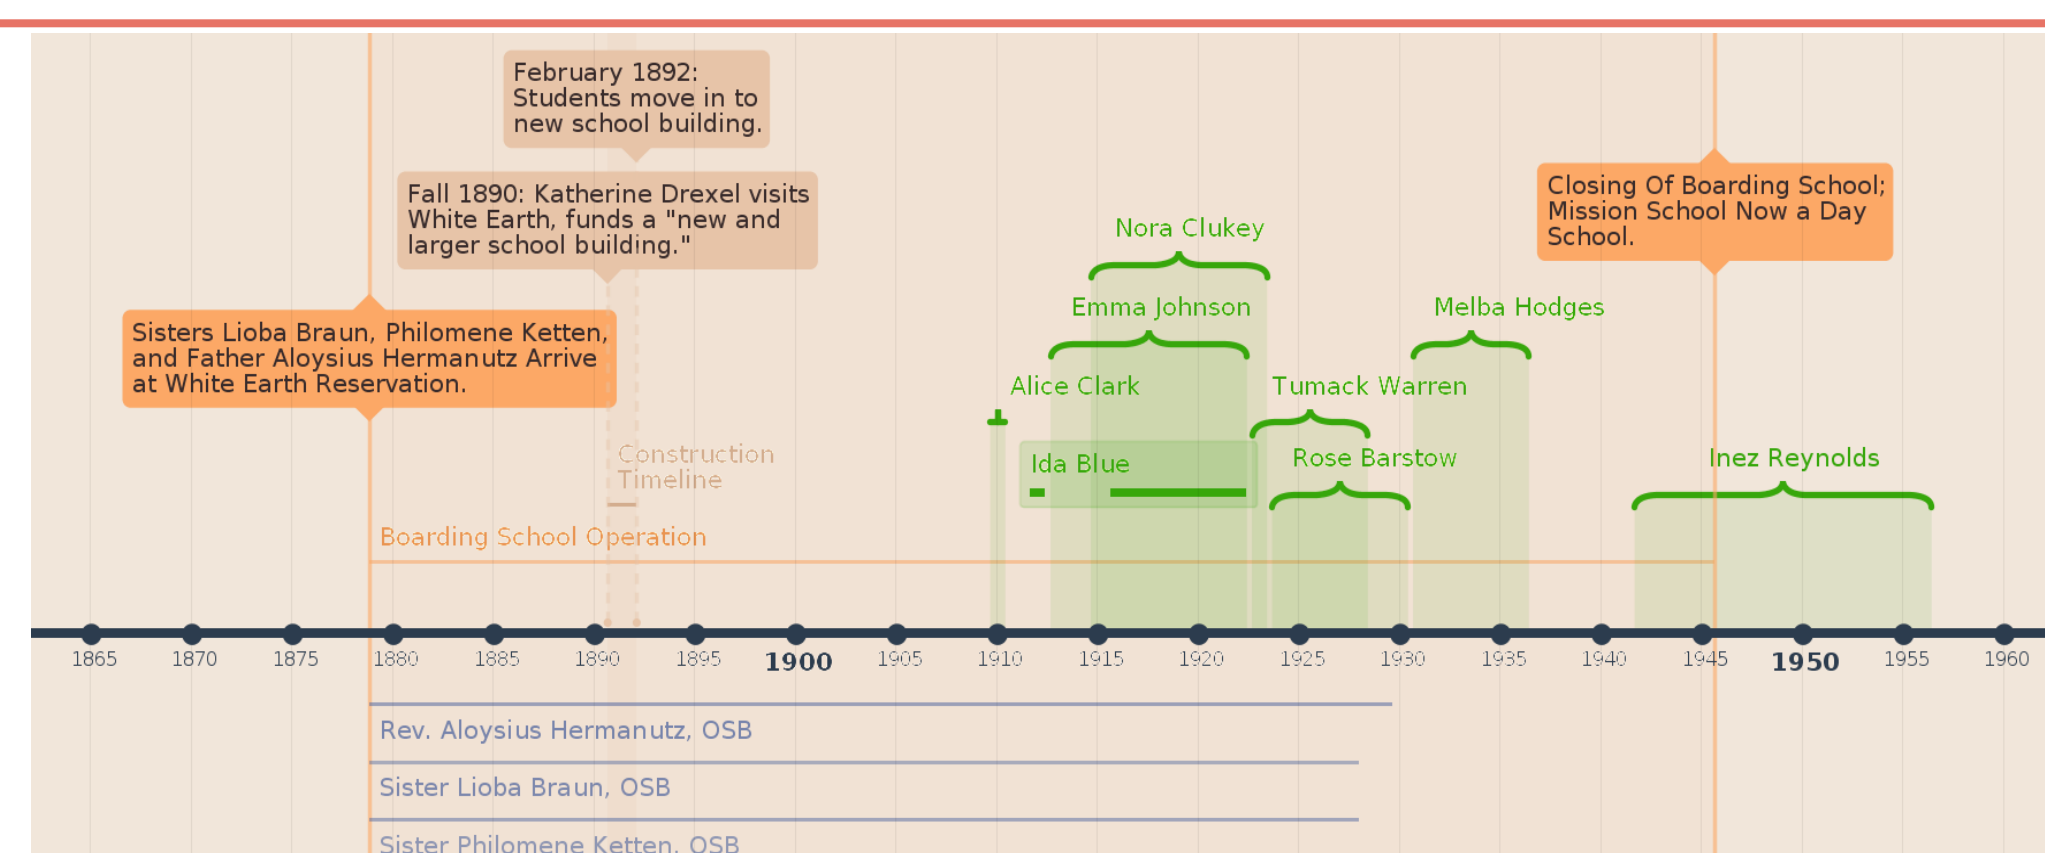 February 1892:
Students move in to
new school building.
Fall 1890: Katherine Drexel visits
White Earth, funds a "new and
larger school building."
Closing Of Boarding School;
Mission School Now a Day
School.
Nora Clukey
Emma Johnson
Melba Hodges
Sisters Lioba Braun, Philomene Ketten,
and Father Aloysius Hermanutz Arrive
at White Earth Reservation.
Alice Clark
Tumack Warren
Construction
Timeline
Ida Blue
Rose Barstow
Inez Reynolds
Boarding School Operation
1865 1870 1875 1880 1885 1890 1895 1900 1905 1910 1915 1920 1925 1930 1935 1940 1945 1950 1955 1960
Rev. Aloysius Hermanutz, OSB
Sister Lioba Braun, OSB
Sister Philomene Ketten, OSB